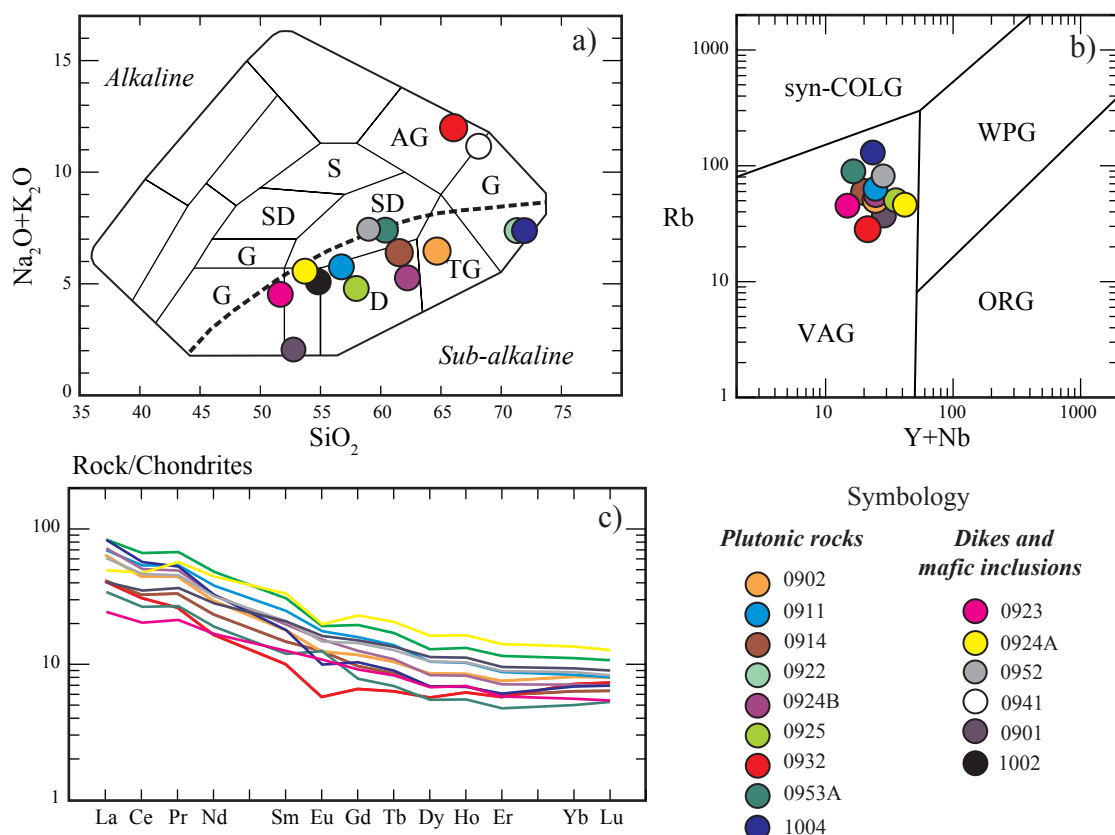 a)
Alkaline
AG
S
G
SD
SD
G
TG
G
D
Sub-alkaline
Na2O+K2O
15
10
5
0
35 40 45 50 55 60 65 70 75
SiO2
b)
syn-COLG
WPG
VAG
ORG
Rb
1000
100
10
1
10 100 1000
Y+Nb
Rock/Chondrites
c)
100
10
1
La Ce Pr Nd Sm Eu Gd Tb Dy Ho Er Yb Lu
Symbology
Plutonic rocks
0902
0911
0914
0922
0924B
0925
0932
0953A
1004
Dikes and
mafic inclusions
0923
0924A
0952
0941
0901
1002